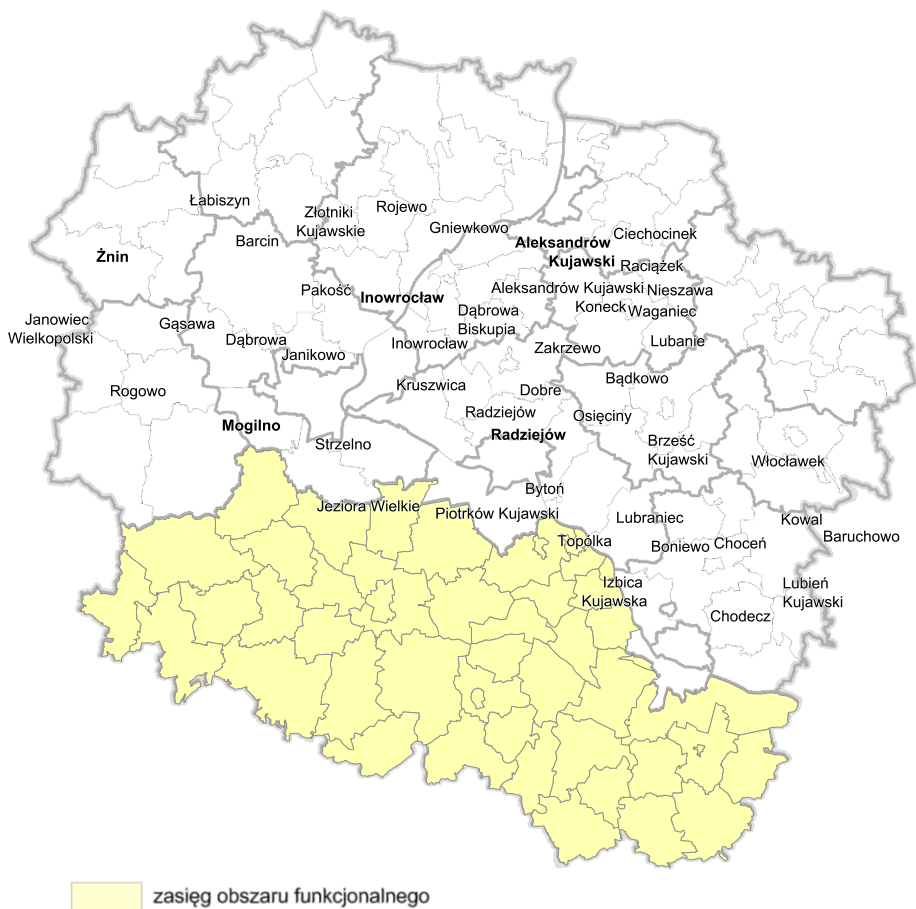 Łabiszyn
Złotniki
Kujawskie
Rojewo
Gniewkowo
Barcin
Żnin
Aleksandrów
Kujawski
Ciechocinek
Raciążek
Pakość
Inowrocław
Aleksandrów Kujawski
Nieszawa
Koneck
Waganiec
Dąbrowa
Biskupia
Janowiec
Wielkopolski
Gąsawa
Dąbrowa
Janikowo
Inowrocław
Zakrzewo
Lubanie
Rogowo
Kruszwica
Dobre
Bądkowo
Radziejów
Osięciny
Radziejów
Mogilno
Strzelno
Brześć
Kujawski
Włocławek
Bytoń
Jeziora Wielkie
Piotrków Kujawski
Lubraniec
Kowal
Baruchowo
Topólka
Boniewo
Choceń
Izbica
Kujawska
Lubień
Kujawski
Chodecz
zasięg obszaru funkcjonalnego